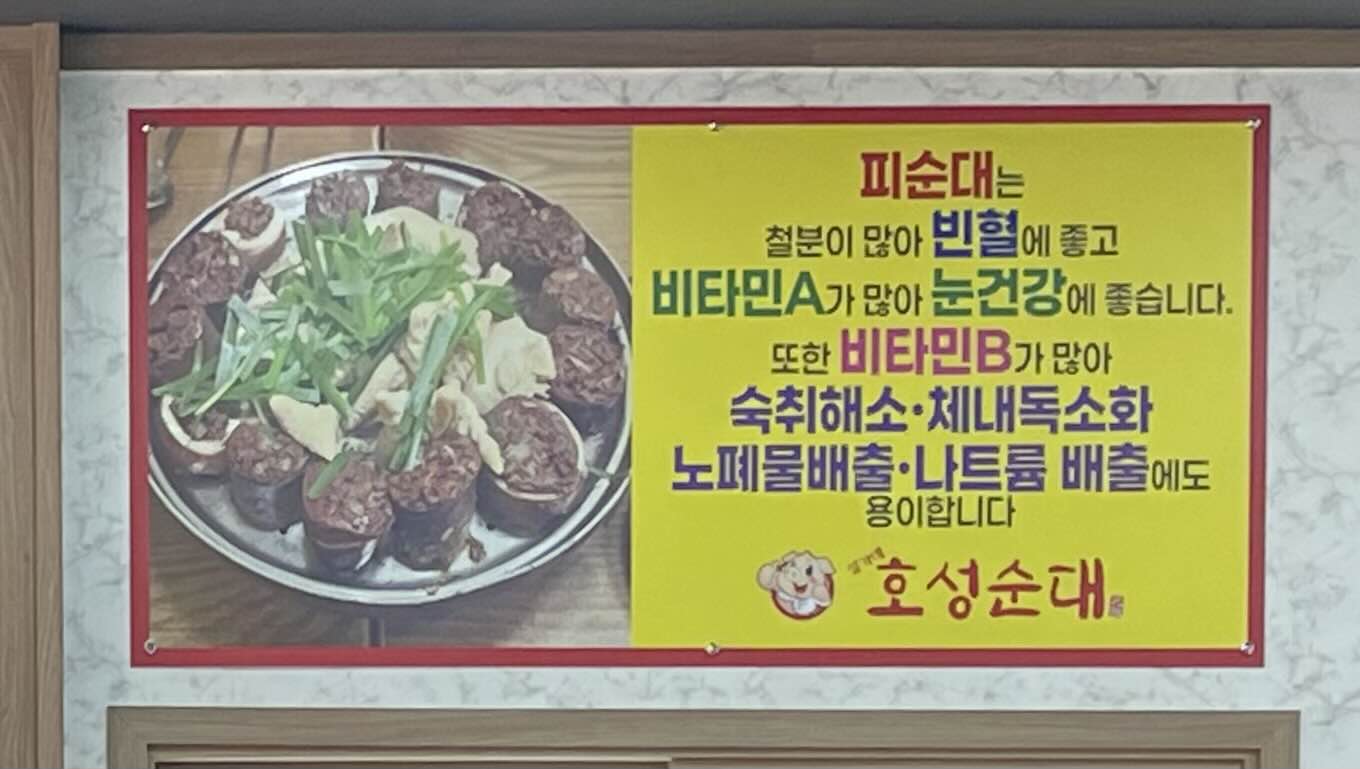 피순대는
철분이 많아 빈혈에 좋고
비타민A가 많아 눈건강에 좋습니다.
또한 비타민B가 많아
숙취해소·체내독소화
노폐물배출·나트륨 배출에도
용이합니다
호성순대